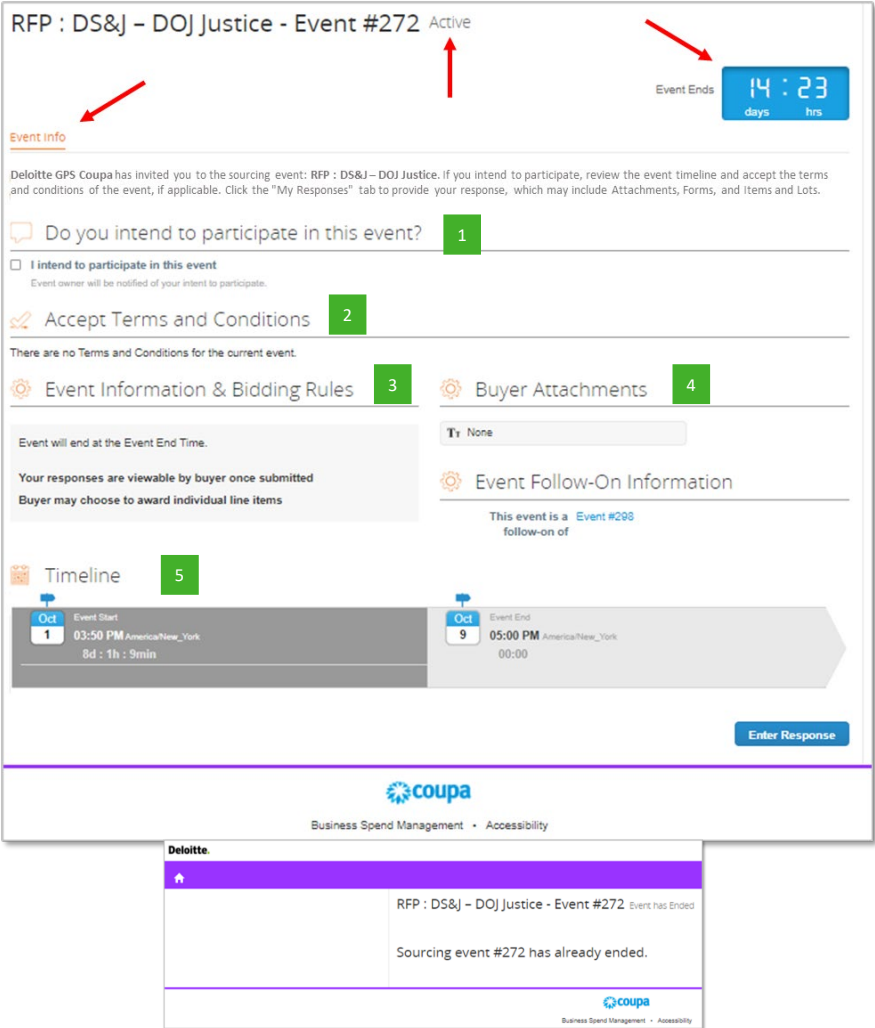 RFP : DS&J – DOJ Justice - Event #272 Active
Event Ends
14 : 23
days hrs
Event Info
Deloitte GPS Coupa has invited you to the sourcing event: RFP : DS&J – DOJ Justice. If you intend to participate, review the event timeline and accept the terms
and conditions of the event, if applicable. Click the "My Responses" tab to provide your response, which may include Attachments, Forms, and Items and Lots.
Do you intend to participate in this event? 1
I intend to participate in this event
Event owner will be notified of your intent to participate.
Accept Terms and Conditions 2
There are no Terms and Conditions for the current event.
Event Information & Bidding Rules 3
Event will end at the Event End Time.
Your responses are viewable by buyer once submitted
Buyer may choose to award individual line items
Buyer Attachments 4
TT None
Event Follow-On Information
This event is a Event #298
follow-on of
Timeline 5
Oct
1
Event Start
03:50 PM America/New_York
8d : 1h : 9min
Oct
9
Event End
05:00 PM America/New_York
00:00
Enter Response
coupa
Business Spend Management • Accessibility
Deloitte.
RFP : DS&J – DOJ Justice - Event #272 Event has Ended
Sourcing event #272 has already ended.
coupa
Business Spend Management • Accessibility